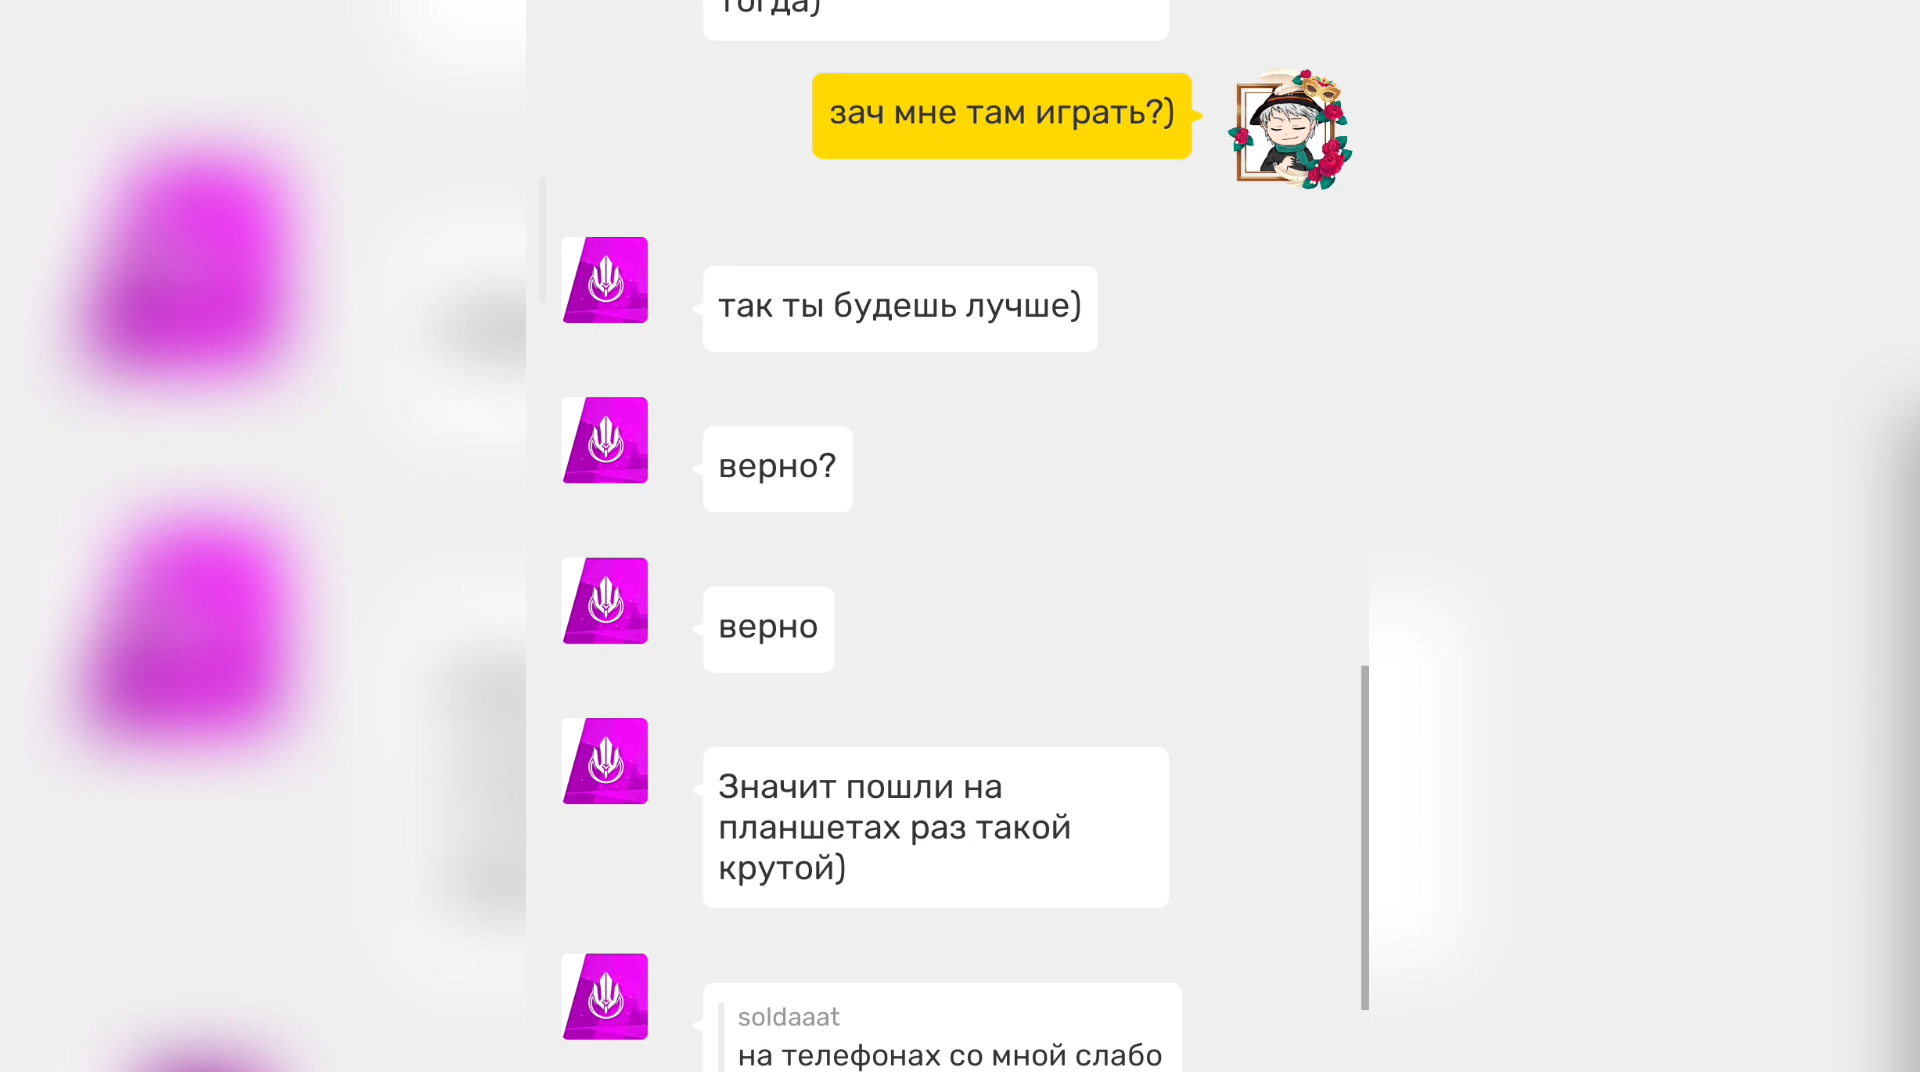 тогда)
зач мне там играть?)
так ты будешь лучше)
верно?
верно
Значит пошли на
планшетах раз такой
крутой)
soldaaat
на телефонах со мной слабо